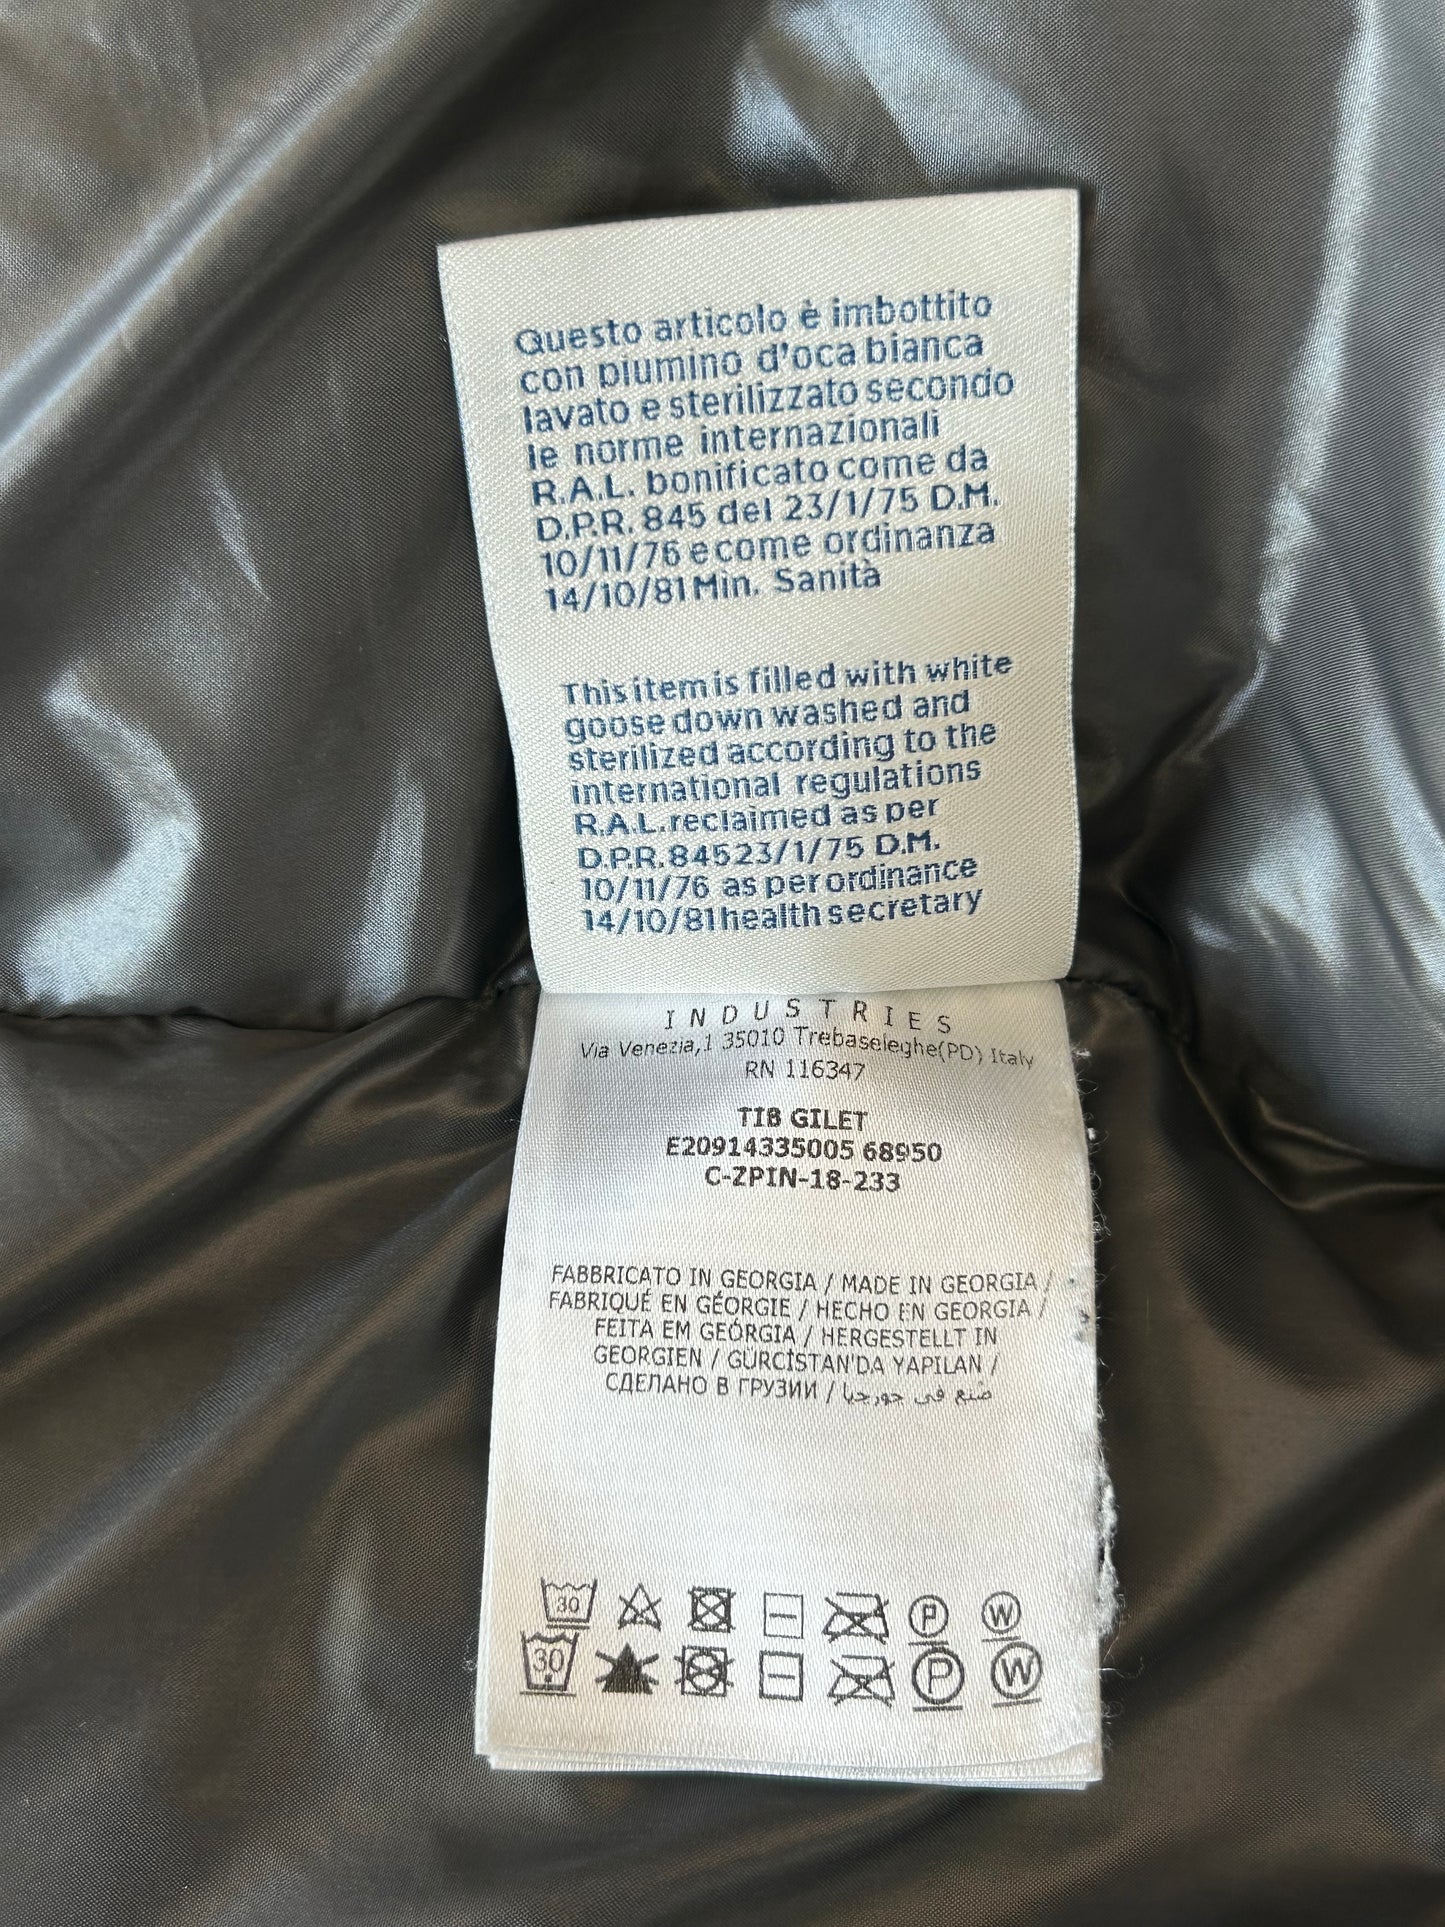 Questo articolo è imbottito
con piumino d'oca bianca
lavato e sterilizzato secondo
le norme internazionali
R.A.L. bonificato come da
D.P.R. 845 del 23/1/75 D.M.
10/11/76 e come ordinanza
14/10/81 Min. Sanità
This item is filled with white
goose down washed and
sterilized according to the
international regulations
R.A.L. reclaimed as per
D.P.R. 845 23/1/75 D.M.
10/11/76 as per ordinance
14/10/81 health secretary
INDUSTRIES
Via Venezia,1 35010 Trebaseleghe(PD) Italy
RN 116347
TIB GILET
E20914335005 68950
C-ZPIN-18-233
FABBRICATO IN GEORGIA / MADE IN GEORGIA /
FABRIQUÉ EN GÉORGIE / HECHO EN GEORGIA /
FEITA EM GEÓRGIA / HERGESTELLT IN
GEORGIEN / GÜRCİSTAN'DA YAPILAN /
СДЕЛАНО В ГРУЗИИ / صُنع في جورجيا
30 P W
30 P W